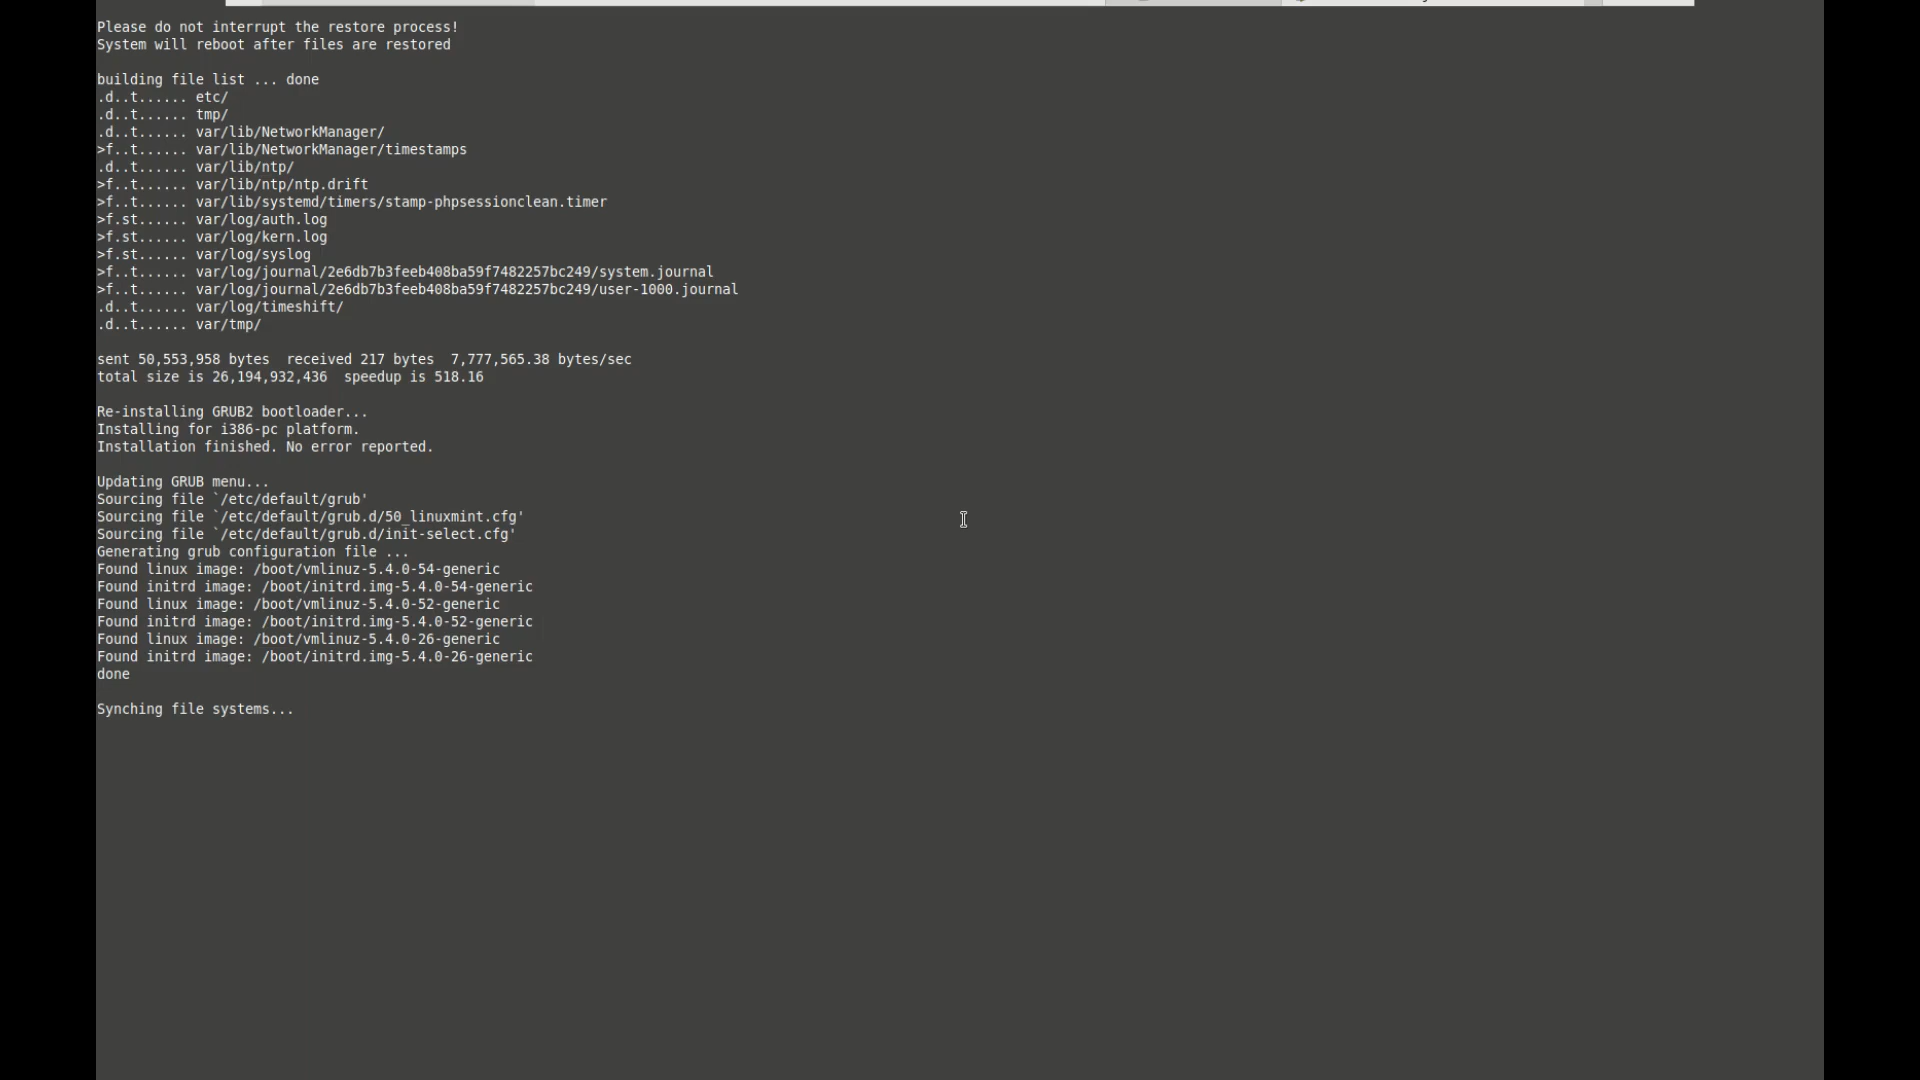 Please do not interrupt the restore process!
System will reboot after files are restored
building file list ... done
.d..t...... etc/
.d..t...... tmp/
.d..t...... var/lib/NetworkManager/
>f..t...... var/lib/NetworkManager/timestamps
.d..t...... var/lib/ntp/
>f..t...... var/lib/ntp/ntp.drift
>f..t...... var/lib/systemd/timers/stamp-phpsessionclean.timer
>f.st...... var/log/auth.log
>f.st...... var/log/kern.log
>f.st...... var/log/syslog
>f..t...... var/log/journal/2e6db7b3feeb408ba59f7482257bc249/system.journal
>f..t...... var/log/journal/2e6db7b3feeb408ba59f7482257bc249/user-1000.journal
.d..t...... var/log/timeshift/
.d..t...... var/tmp/
sent 50,553,958 bytes  received 217 bytes  7,777,565.38 bytes/sec
total size is 26,194,932,436  speedup is 518.16
Re-installing GRUB2 bootloader...
Installing for i386-pc platform.
Installation finished. No error reported.
Updating GRUB menu...
Sourcing file `/etc/default/grub'
Sourcing file `/etc/default/grub.d/50_linuxmint.cfg'
Sourcing file `/etc/default/grub.d/init-select.cfg'
Generating grub configuration file ...
Found linux image: /boot/vmlinuz-5.4.0-54-generic
Found initrd image: /boot/initrd.img-5.4.0-54-generic
Found linux image: /boot/vmlinuz-5.4.0-52-generic
Found initrd image: /boot/initrd.img-5.4.0-52-generic
Found linux image: /boot/vmlinuz-5.4.0-26-generic
Found initrd image: /boot/initrd.img-5.4.0-26-generic
done
Synching file systems...